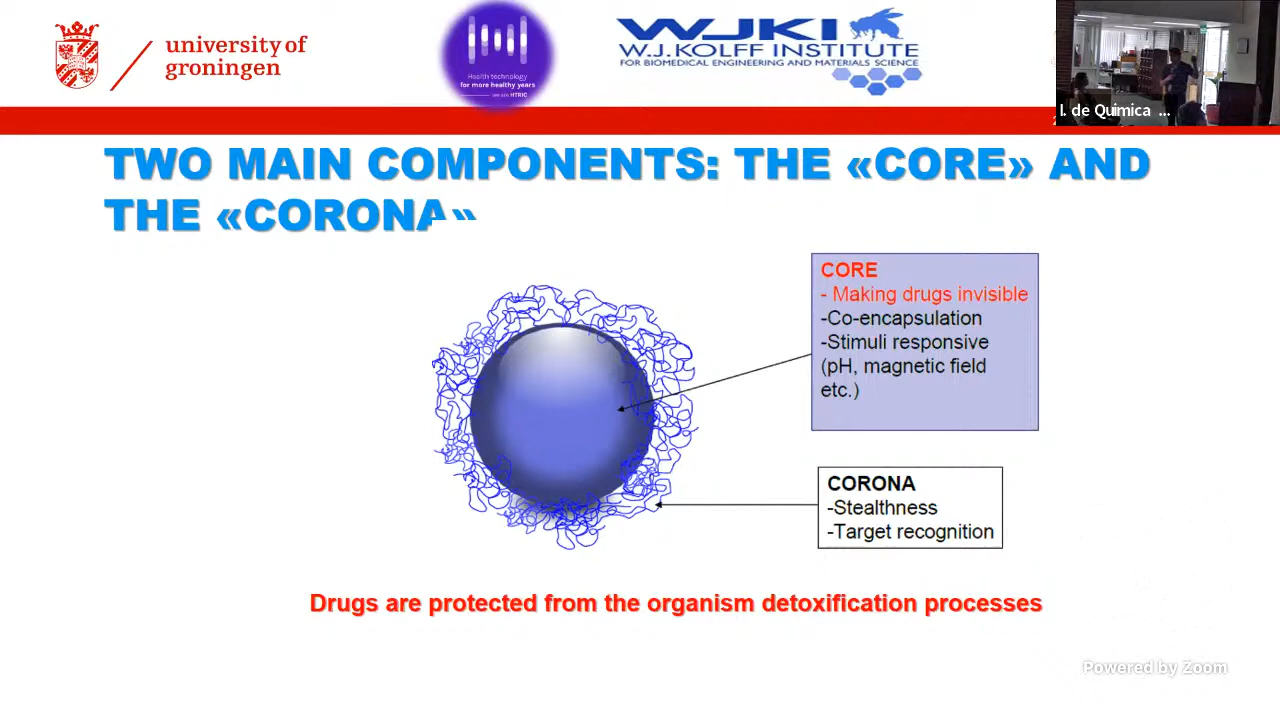 university of
groningen
Health technology
for more healthy years
WJKI
W.J.KOLFF INSTITUTE
FOR BIOMEDICAL ENGINEERING AND MATERIALS SCIENCE
I. de Quimica ...
TWO MAIN COMPONENTS: THE «CORE» AND
THE «CORONA»
CORE
- Making drugs invisible
-Co-encapsulation
-Stimuli responsive
(pH, magnetic field
etc.)
CORONA
-Stealthness
-Target recognition
Drugs are protected from the organism detoxification processes
Powered by Zoom